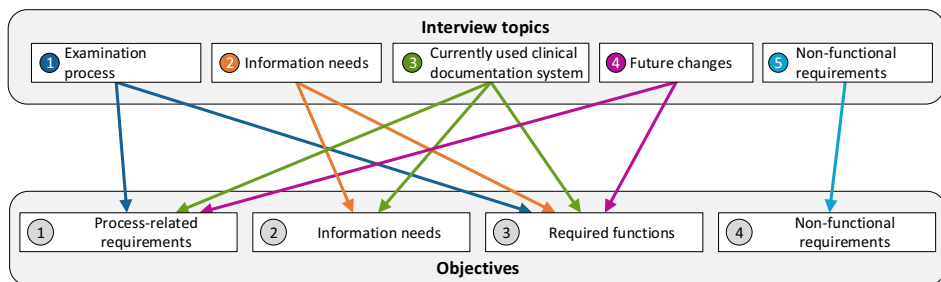 Interview topics
1 Examination
process
2 Information needs
3 Currently used clinical
documentation system
4 Future changes
5 Non-functional
requirements
1 Process-related
requirements
2 Information needs
3 Required functions
4 Non-functional
requirements
Objectives